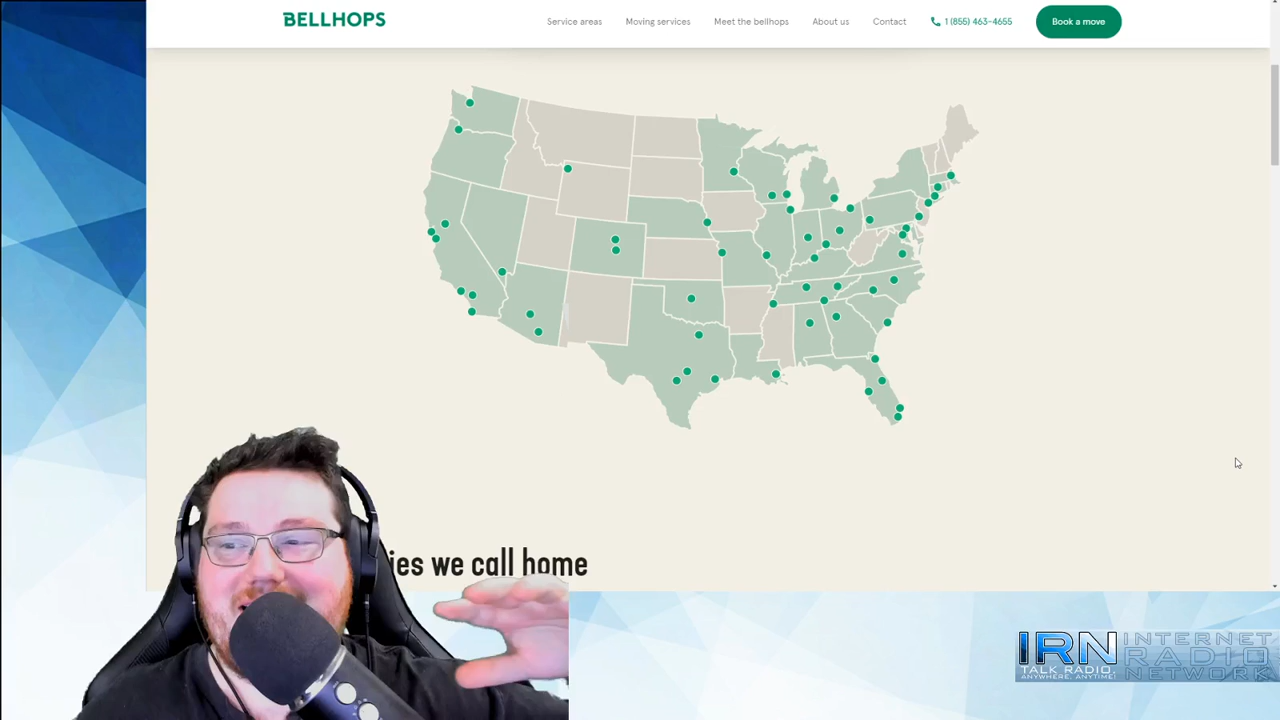 BELLHOPS
Service areas
Moving services
Meet the bellhops
About us
Contact
1 (855) 463-4655
Book a move
ies we call home
IRN INTERNET
RADIO
TALK RADIO
NETWORK
ANYWHERE, ANYTIME!